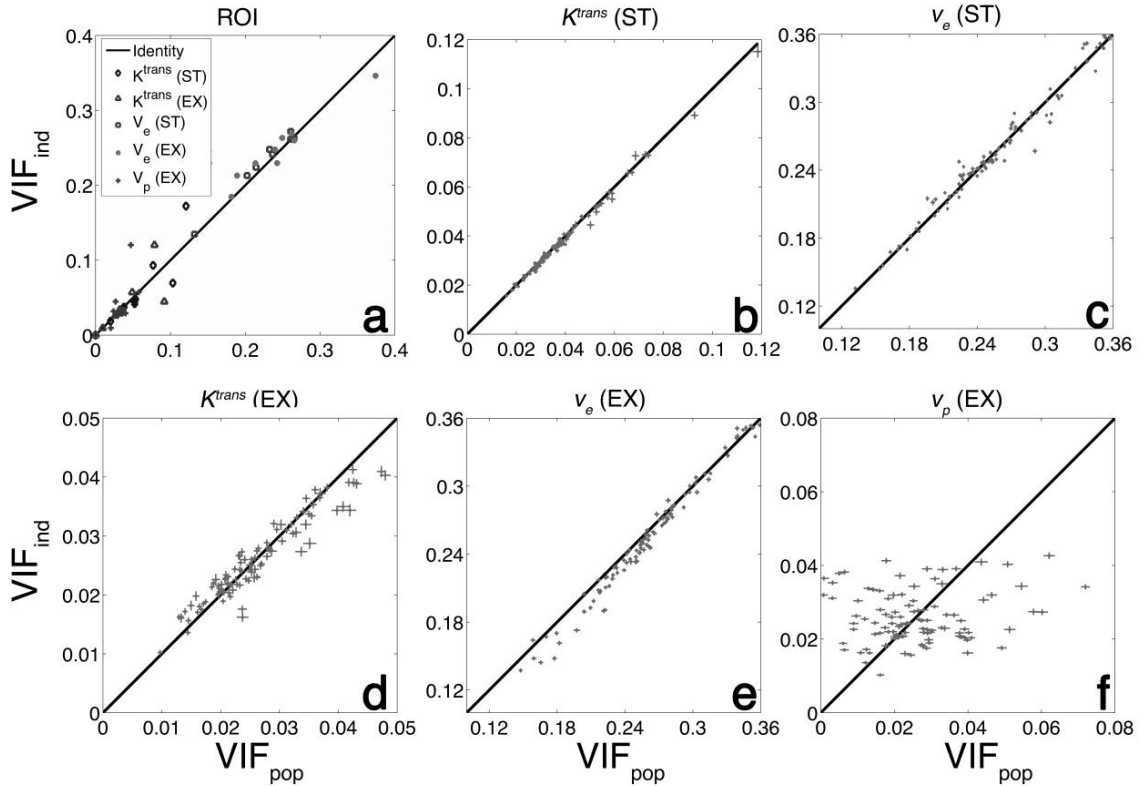 ROI
K^trans (ST)
v_e (ST)
0.4
0.3
0.2
0.1
0
Identity
K^trans (ST)
K^trans (EX)
V_e (ST)
V_e (EX)
V_p (EX)
VIF_ind
a
0 0.1 0.2 0.3 0.4
0.12
0.1
0.08
0.06
0.04
0.02
0
b
0 0.02 0.04 0.06 0.08 0.1 0.12
0.36
0.3
0.24
0.18
0.12
c
0.12 0.18 0.24 0.3 0.36
K^trans (EX)
v_e (EX)
v_p (EX)
0.05
0.04
0.03
0.02
0.01
0
VIF_ind
d
0 0.01 0.02 0.03 0.04 0.05
VIF_pop
0.36
0.3
0.24
0.18
0.12
e
0.12 0.18 0.24 0.3 0.36
VIF_pop
0.08
0.06
0.04
0.02
0
f
0 0.02 0.04 0.06 0.08
VIF_pop